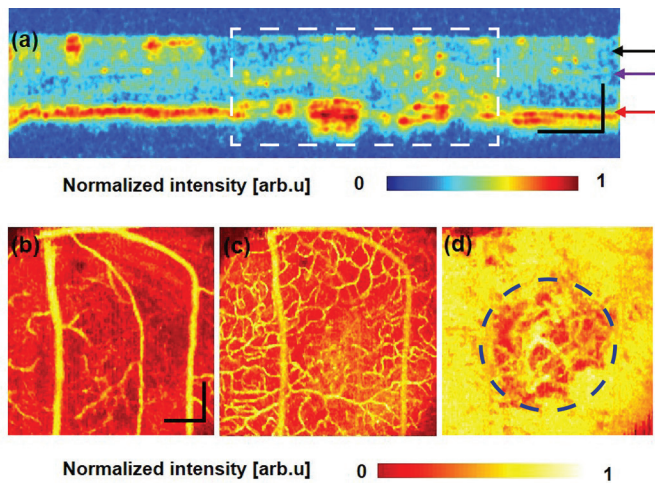 (a)
Normalized intensity [arb.u] 0 1
(b) (c) (d)
Normalized intensity [arb.u] 0 1